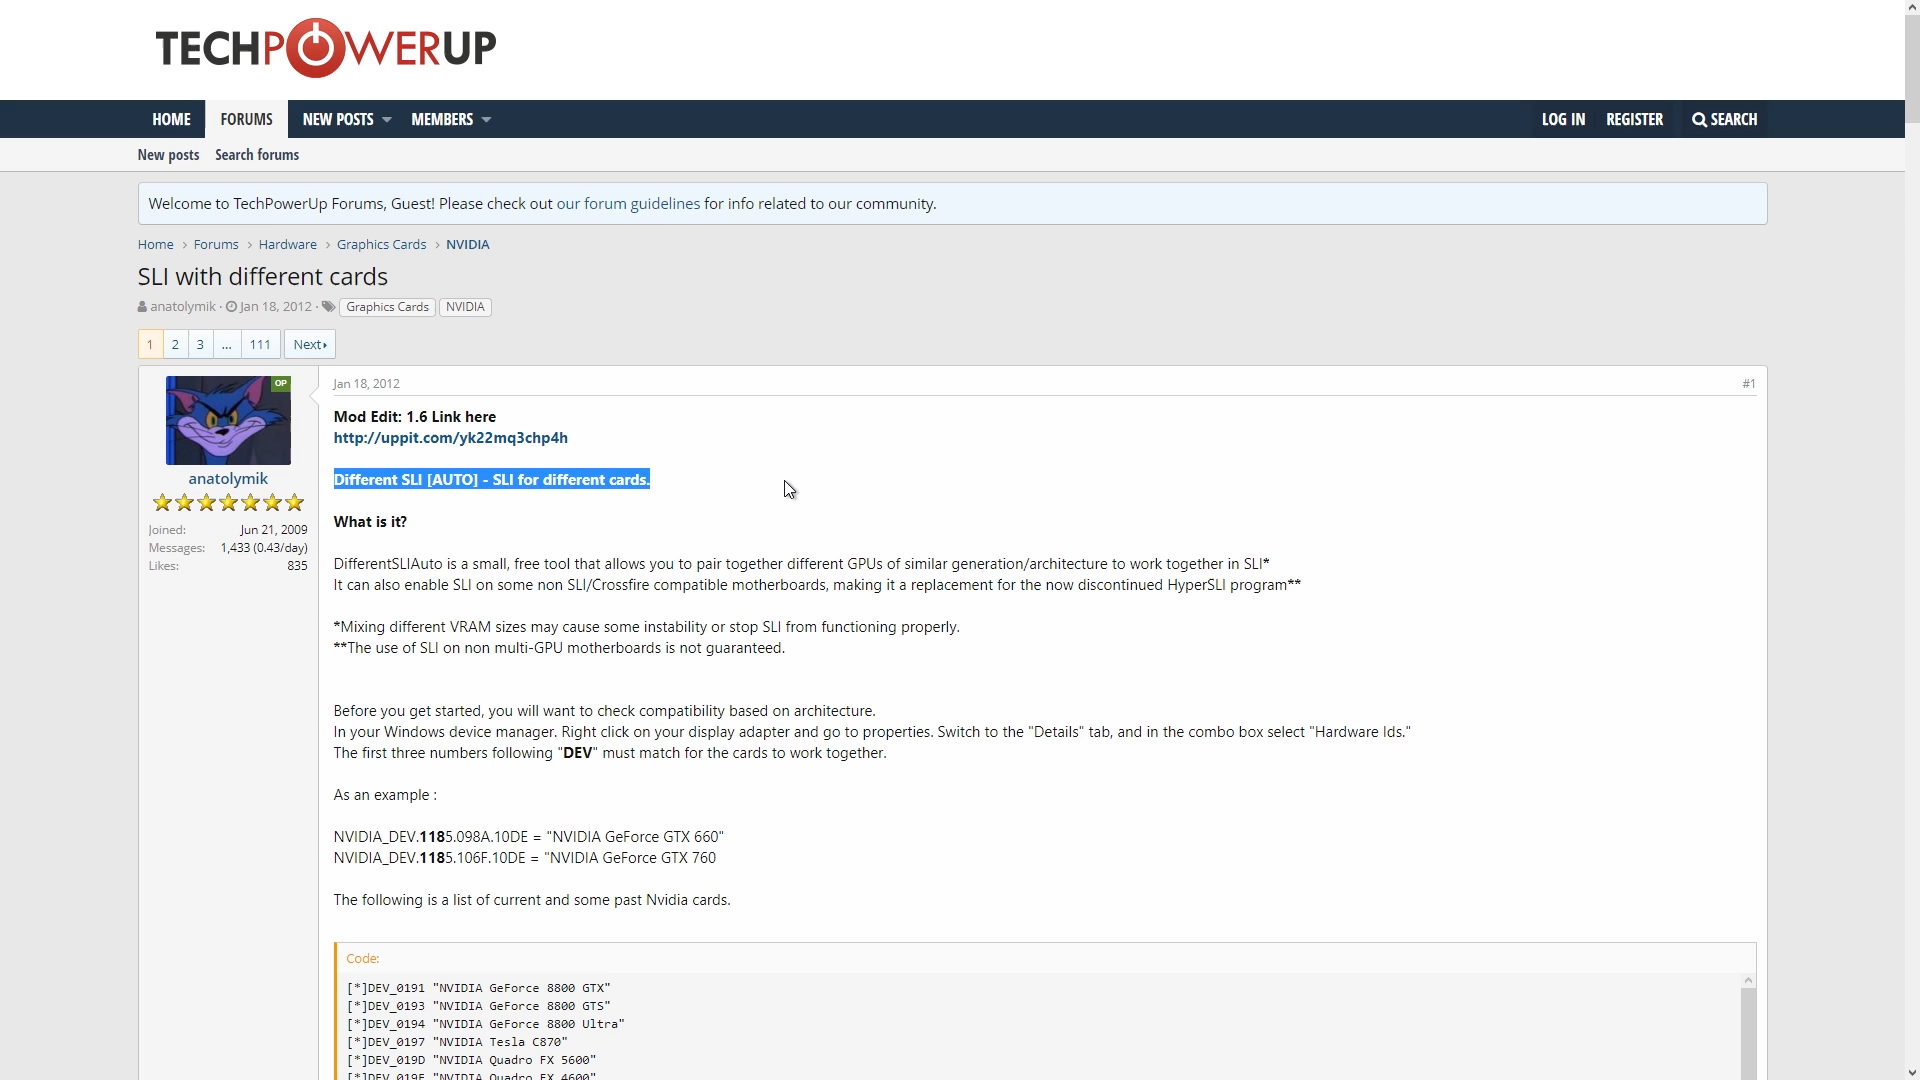 TECHPOWERUP
HOME FORUMS NEW POSTS MEMBERS LOG IN REGISTER SEARCH
New posts Search forums
Welcome to TechPowerUp Forums, Guest! Please check out our forum guidelines for info related to our community.
Home › Forums › Hardware › Graphics Cards › NVIDIA
SLI with different cards
anatolymik · Jan 18, 2012 · Graphics Cards NVIDIA
1 2 3 ... 111 Next
OP
anatolymik
Joined: Jun 21, 2009
Messages: 1,433 (0.43/day)
Likes: 835
Jan 18, 2012 #1
Mod Edit: 1.6 Link here
http://uppit.com/yk22mq3chp4h
Different SLI [AUTO] - SLI for different cards.
What is it?
DifferentSLIAuto is a small, free tool that allows you to pair together different GPUs of similar generation/architecture to work together in SLI*
It can also enable SLI on some non SLI/Crossfire compatible motherboards, making it a replacement for the now discontinued HyperSLI program**
*Mixing different VRAM sizes may cause some instability or stop SLI from functioning properly.
**The use of SLI on non multi-GPU motherboards is not guaranteed.
Before you get started, you will want to check compatibility based on architecture.
In your Windows device manager. Right click on your display adapter and go to properties. Switch to the "Details" tab, and in the combo box select "Hardware Ids."
The first three numbers following "DEV" must match for the cards to work together.
As an example :
NVIDIA_DEV.1185.098A.10DE = "NVIDIA GeForce GTX 660"
NVIDIA_DEV.1185.106F.10DE = "NVIDIA GeForce GTX 760
The following is a list of current and some past Nvidia cards.
Code:
[*]DEV_0191 "NVIDIA GeForce 8800 GTX"
[*]DEV_0193 "NVIDIA GeForce 8800 GTS"
[*]DEV_0194 "NVIDIA GeForce 8800 Ultra"
[*]DEV_0197 "NVIDIA Tesla C870"
[*]DEV_019D "NVIDIA Quadro FX 5600"
[*]DEV_019E "NVIDIA Quadro FX 4600"